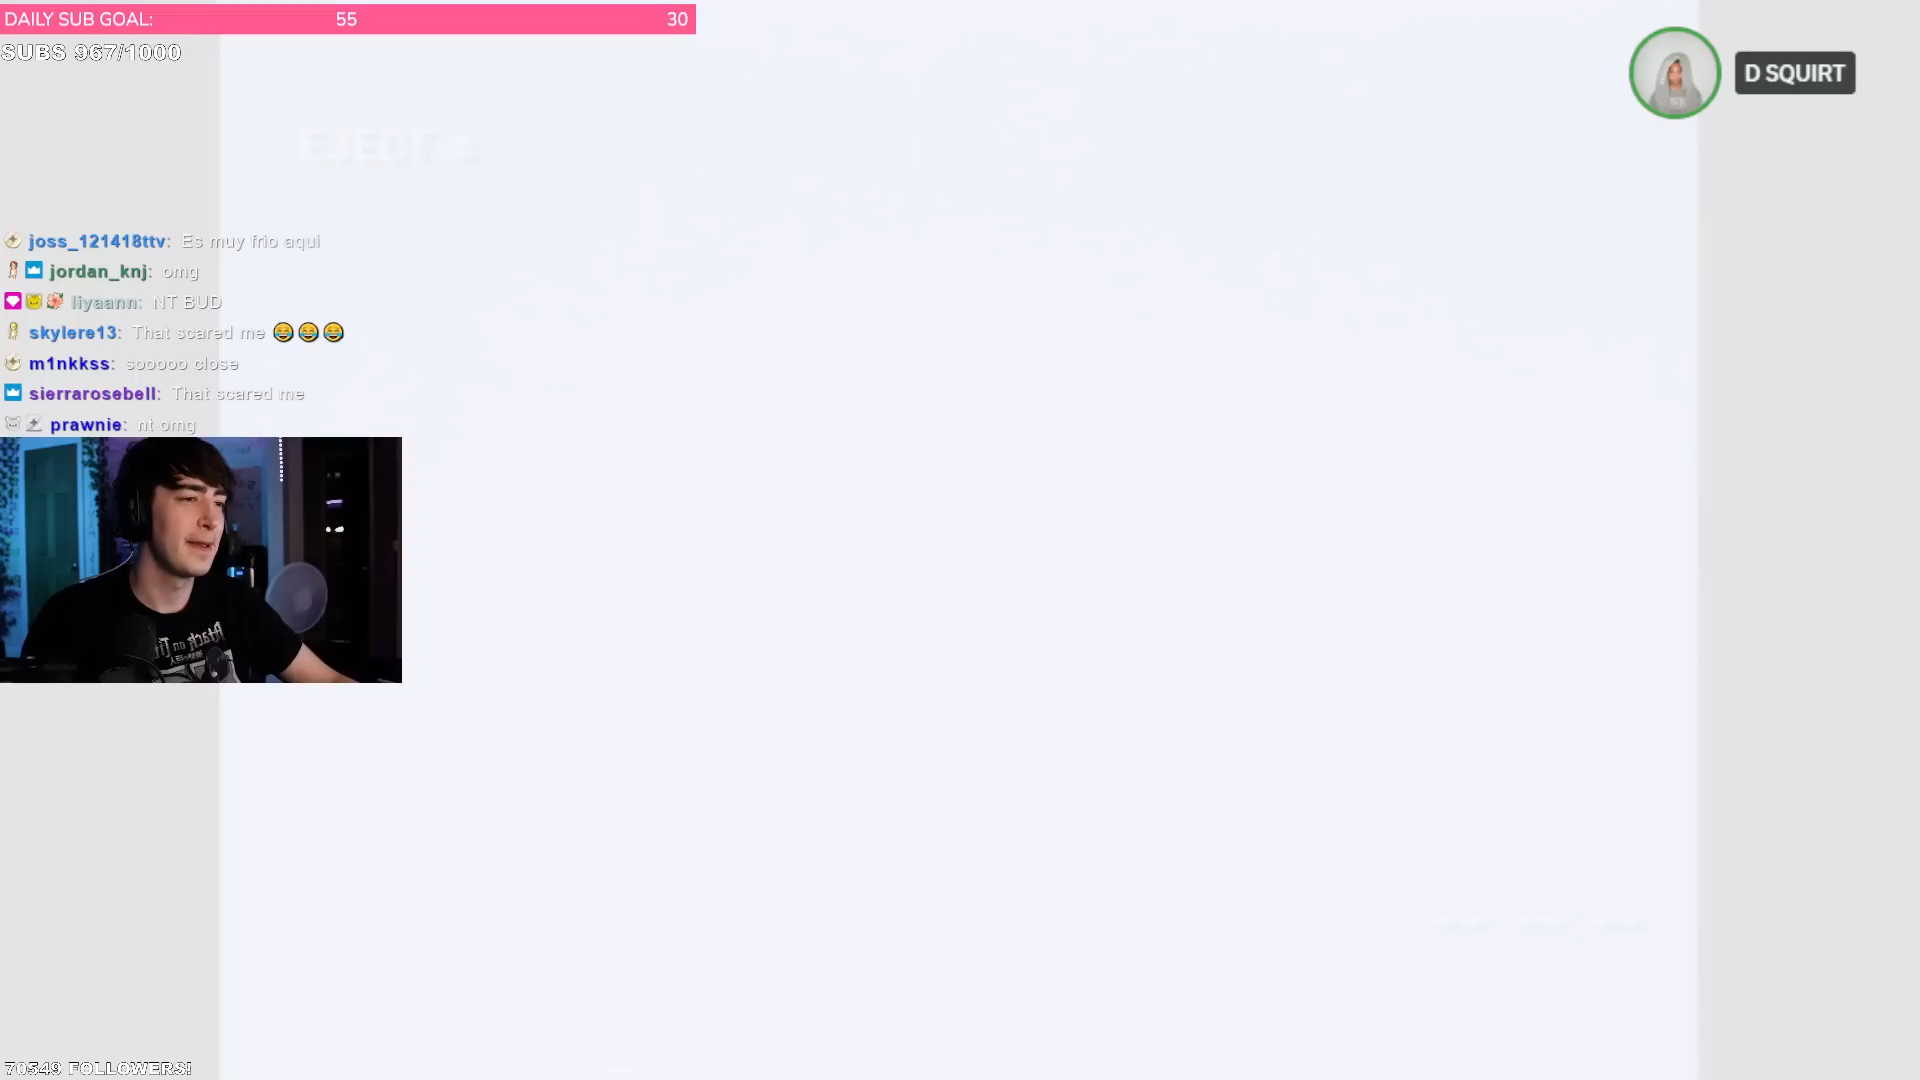 DAILY SUB GOAL: 55 30
SUBS 967/1000
D SQUIRT
EJECT
joss_121418ttv: Es muy frio aqui
jordan_knj: omg
liyaann: NT BUD
skylere13: That scared me 😂😂😂
m1nkkss: sooooo close
sierrarosebell: That scared me
prawnie: nt omg
70549 FOLLOWERS!